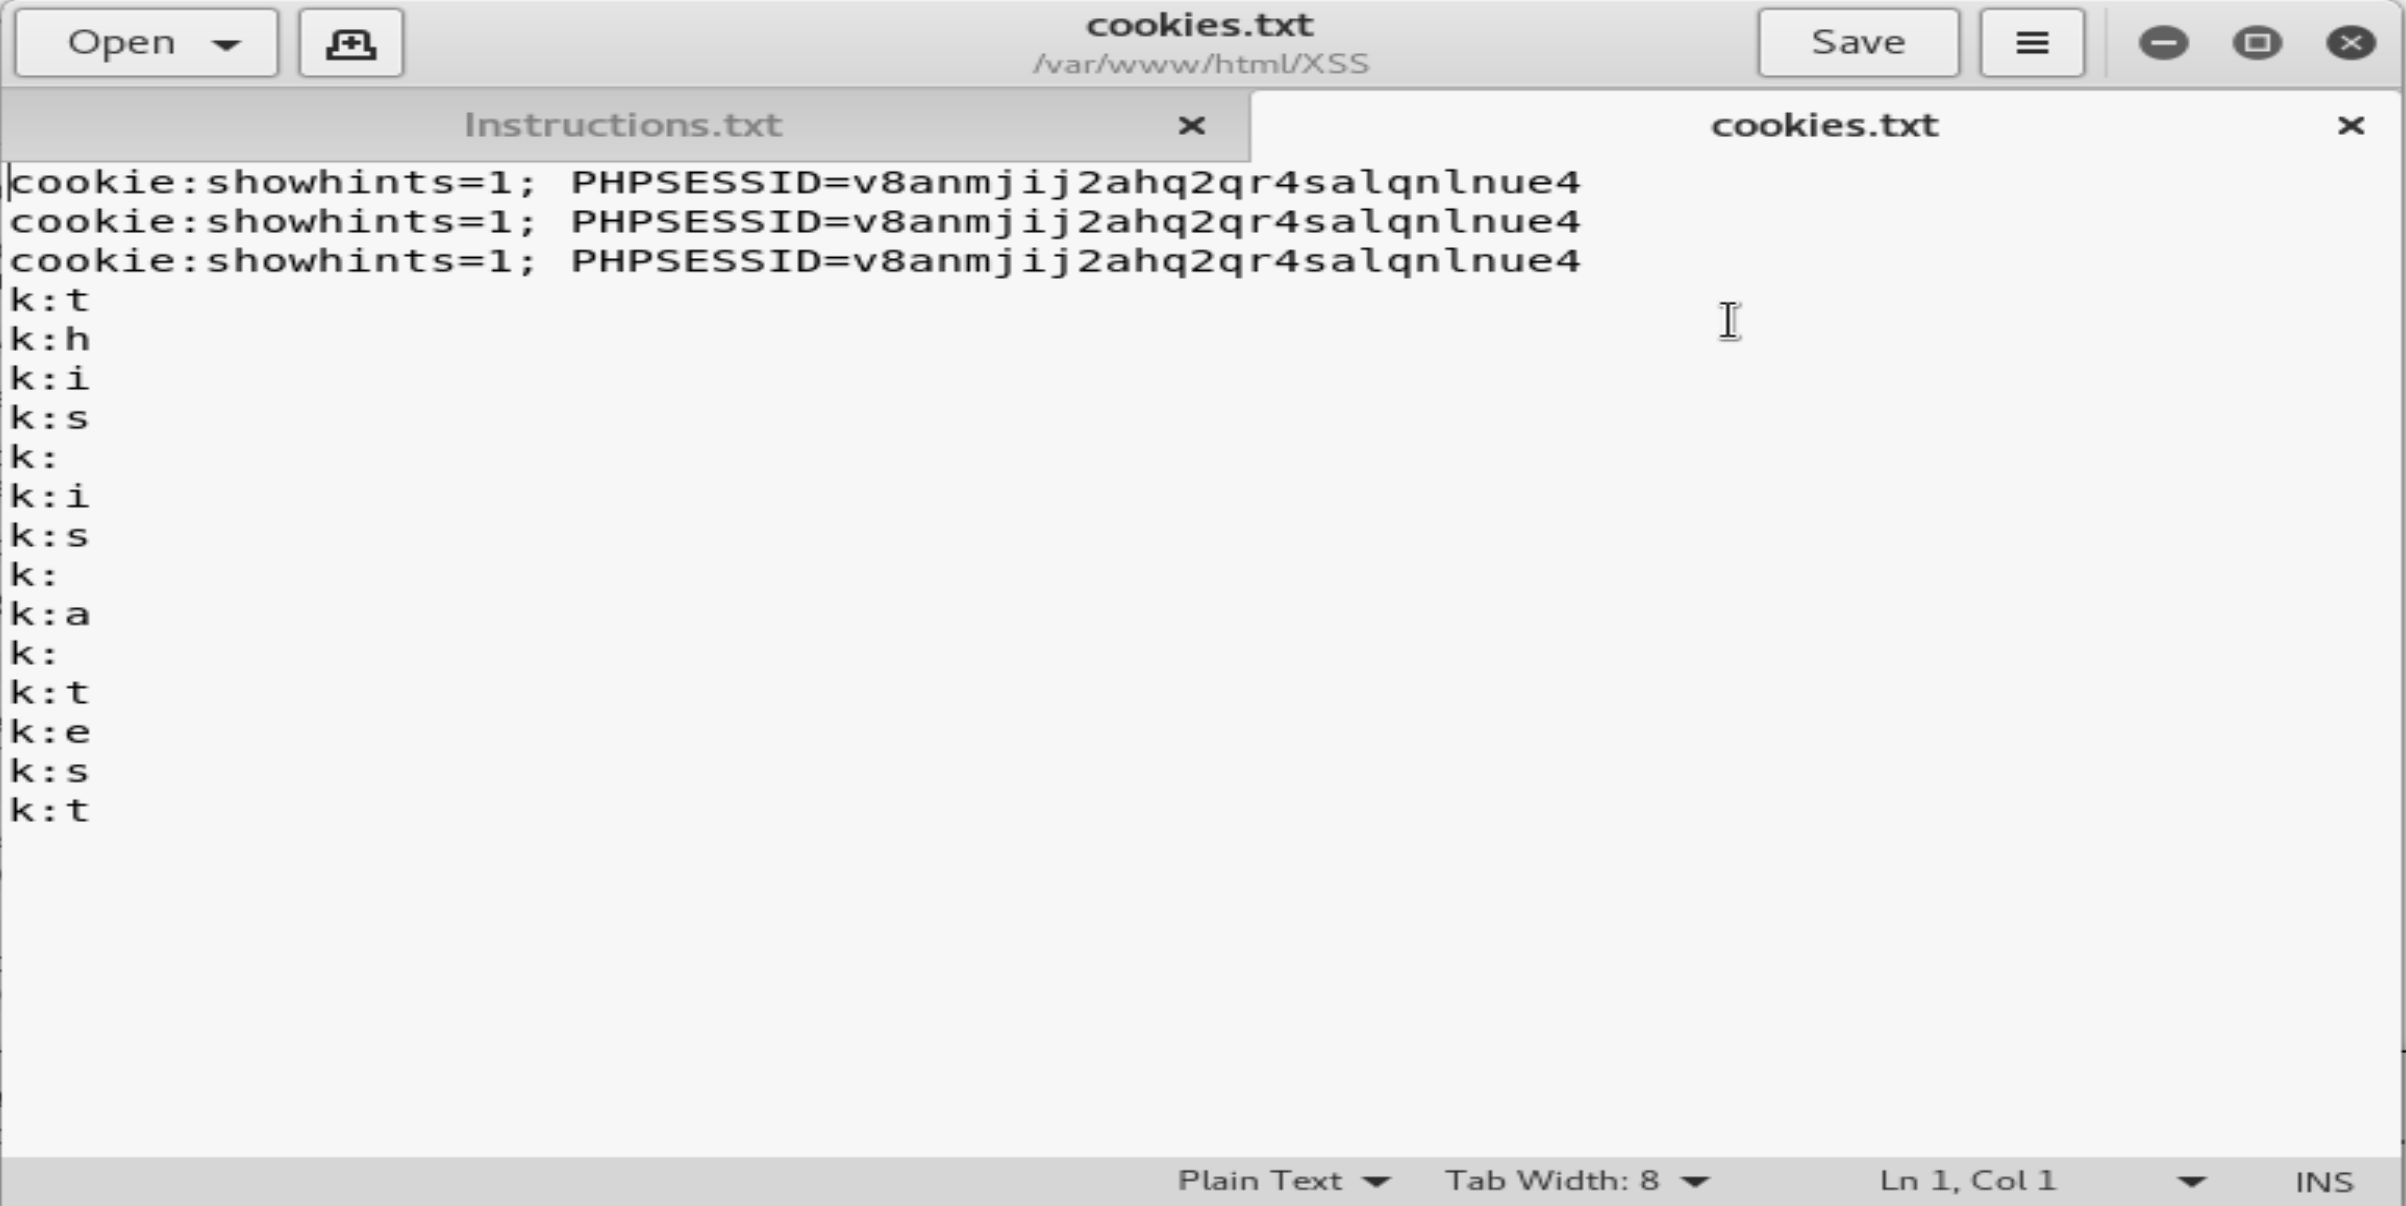 Open
cookies.txt
/var/www/html/XSS
Save
Instructions.txt
cookies.txt
cookie:showhints=1; PHPSESSID=v8anmjij2ahq2qr4salqnlnue4
cookie:showhints=1; PHPSESSID=v8anmjij2ahq2qr4salqnlnue4
cookie:showhints=1; PHPSESSID=v8anmjij2ahq2qr4salqnlnue4
k:t
k:h
k:i
k:s
k:
k:i
k:s
k:
k:a
k:
k:t
k:e
k:s
k:t
Plain Text
Tab Width: 8
Ln 1, Col 1
INS